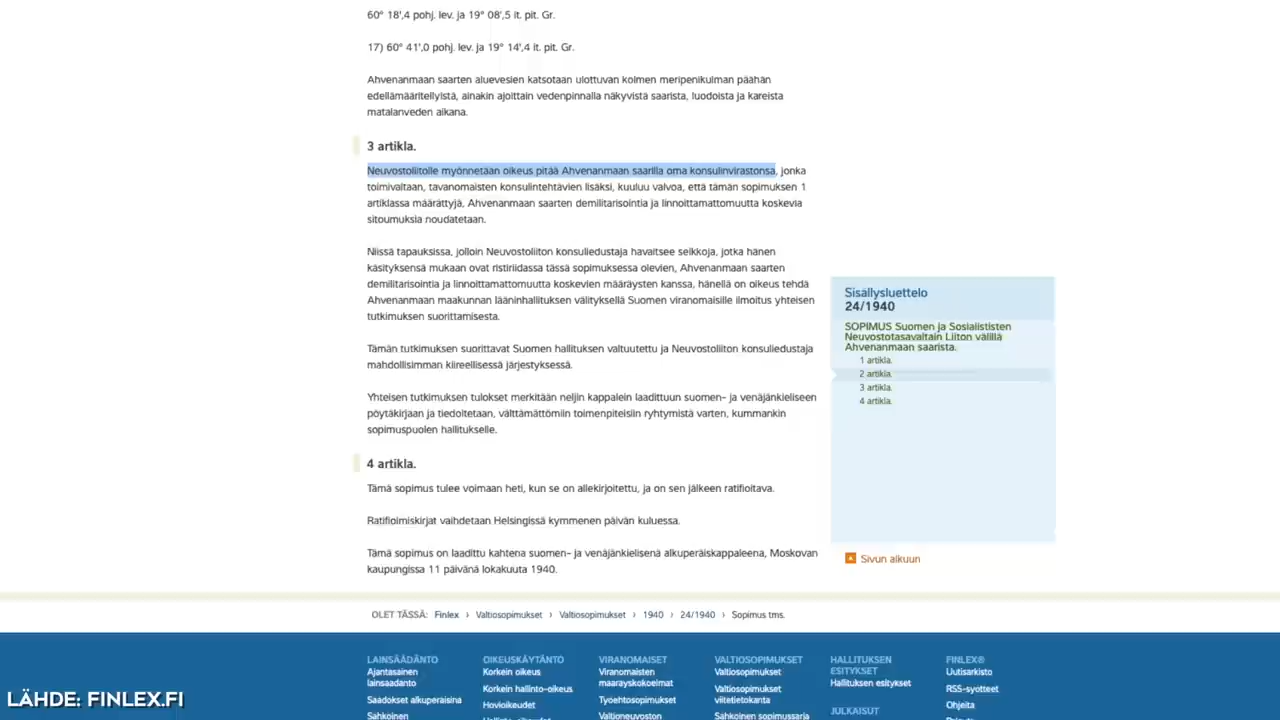 60° 18',4 pohj. lev. ja 19° 08',5 it. pit. Gr.
17) 60° 41',0 pohj. lev. ja 19° 14',4 it. pit. Gr.
Ahvenanmaan saarten aluevesien katsotaan ulottuvan kolmen meripenikulman päähän
edellämääritellyistä, ainakin ajoittain vedenpinnalla näkyvistä saarista, luodoista ja kareista
matalanveden aikana.
3 artikla.
Neuvostoliitolle myönnetään oikeus pitää Ahvenanmaan saarilla oma konsulinvirastonsa, jonka
toimivaltaan, tavanomaisten konsulintehtävien lisäksi, kuuluu valvoa, että tämän sopimuksen 1
artiklassa määrättyjä, Ahvenanmaan saarten demilitarisointia ja linnoittamattomuutta koskevia
sitoumuksia noudatetaan.
Niissä tapauksissa, jolloin Neuvostoliiton konsuliedustaja havaitsee seikkoja, jotka hänen
käsityksensä mukaan ovat ristiriidassa tässä sopimuksessa olevien, Ahvenanmaan saarten
demilitarisointia ja linnoittamattomuutta koskevien määräysten kanssa, hänellä on oikeus tehdä
Ahvenanmaan maakunnan lääninhallituksen välityksellä Suomen viranomaisille ilmoitus yhteisen
tutkimuksen suorittamisesta.
Tämän tutkimuksen suorittavat Suomen hallituksen valtuutettu ja Neuvostoliiton konsuliedustaja
mahdollisimman kiireellisessä järjestyksessä.
Yhteisen tutkimuksen tulokset merkitään neljin kappalein laadittuun suomen- ja venäjänkieliseen
pöytäkirjaan ja tiedoitetaan, välttämättömiin toimenpiteisiin ryhtymistä varten, kummankin
sopimuspuolen hallitukselle.
4 artikla.
Tämä sopimus tulee voimaan heti, kun se on allekirjoitettu, ja on sen jälkeen ratifioitava.
Ratifioimiskirjat vaihdetaan Helsingissä kymmenen päivän kuluessa.
Tämä sopimus on laadittu kahtena suomen- ja venäjänkielisenä alkuperäiskappaleena, Moskovan
kaupungissa 11 päivänä lokakuuta 1940.
Sisällysluettelo
24/1940
SOPIMUS Suomen ja Sosialististen
Neuvostotasavaltain Liiton välillä
Ahvenanmaan saarista.
1 artikla.
2 artikla.
3 artikla.
4 artikla.
Sivun alkuun
OLET TÄSSÄ: Finlex › Valtiosopimukset › Valtiosopimukset › 1940 › 24/1940 › Sopimus tms.
LAINSÄÄDÄNTÖ
Ajantasainen
lainsäädäntö
Säädökset alkuperäisinä
Sähköinen
OIKEUSKÄYTÄNTÖ
Korkein oikeus
Korkein hallinto-oikeus
Hovioikeudet
VIRANOMAISET
Viranomaisten
määräyskokoelmat
Työehtosopimukset
Valtioneuvoston
VALTIOSOPIMUKSET
Valtiosopimukset
Valtiosopimukset
viitetietokanta
Sähköinen sopimussarja
HALLITUKSEN
ESITYKSET
Hallituksen esitykset
JULKAISUT
FINLEX®
Uutisarkisto
RSS-syötteet
Ohjeita
LÄHDE: FINLEX.FI